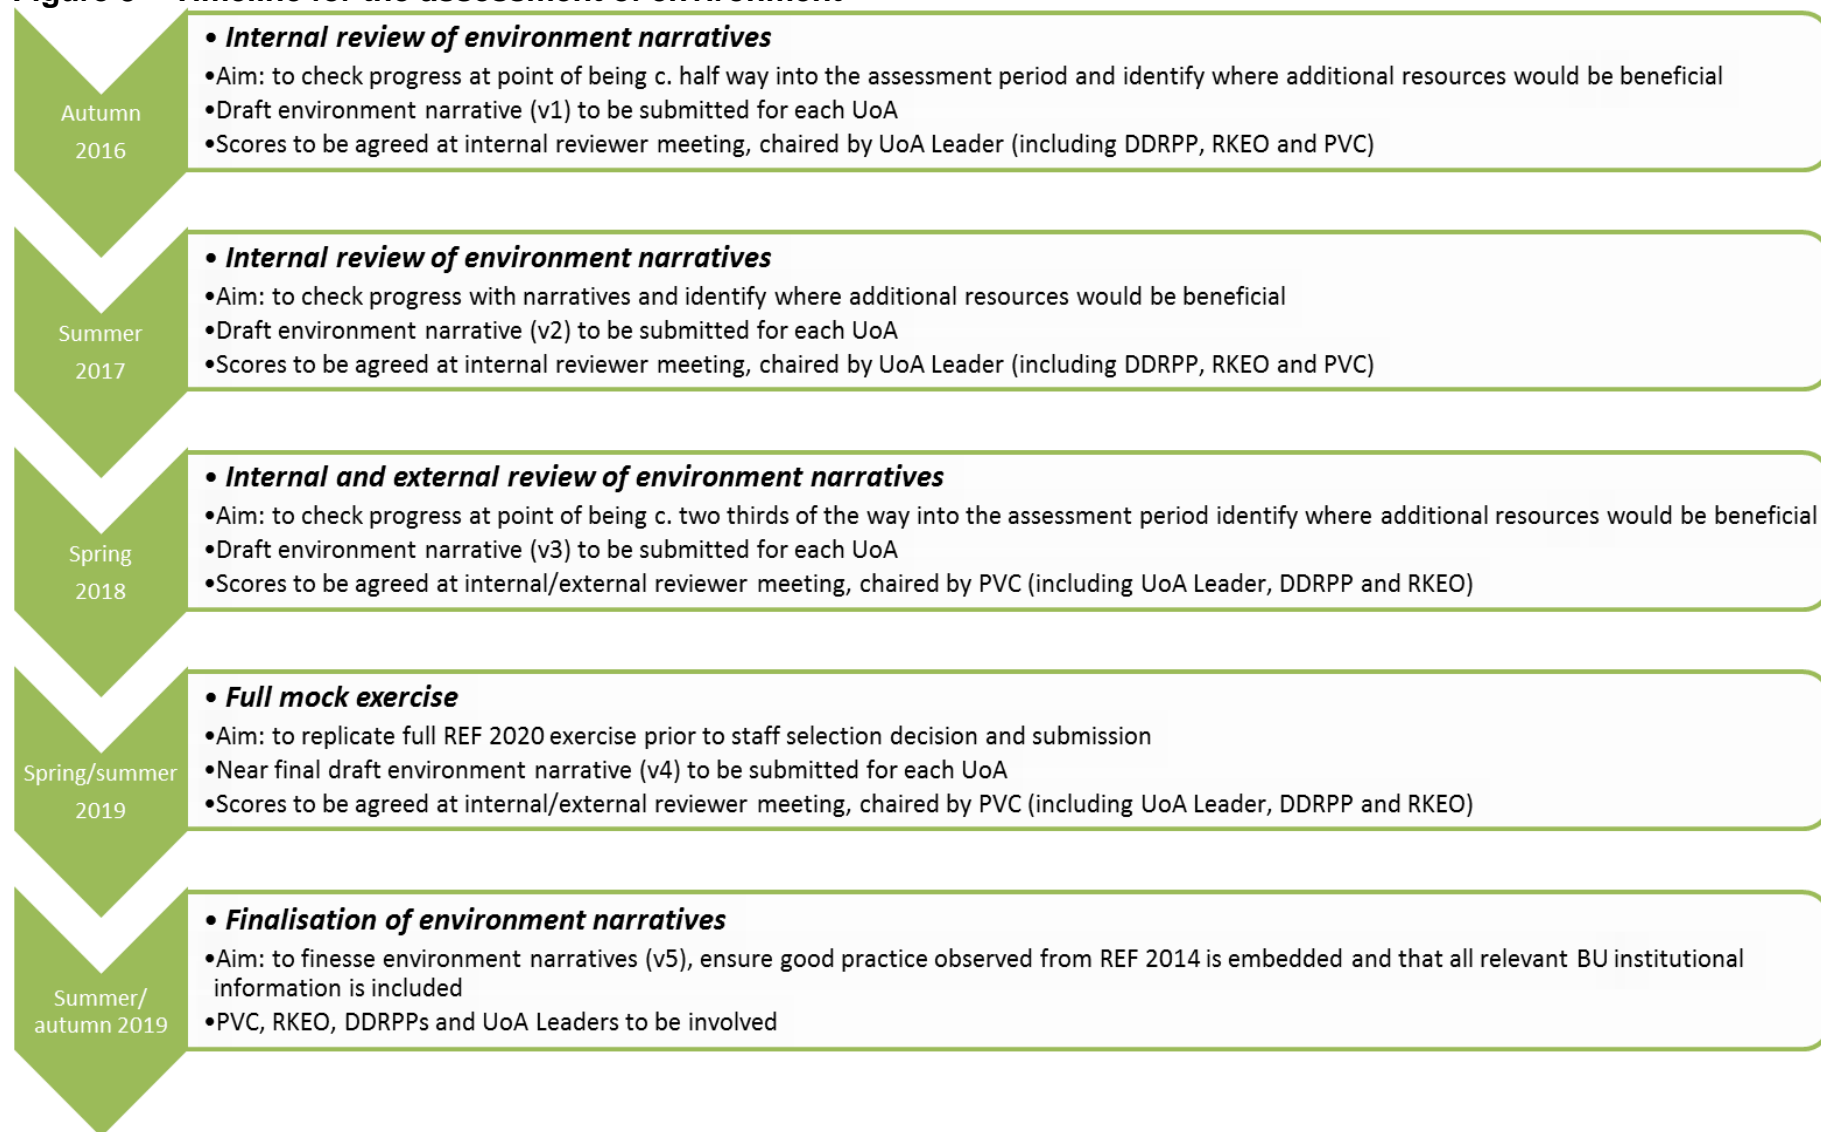 Timeline for the assessment of environment
• Internal review of environment narratives
•Aim: to check progress at point of being c. half way into the assessment period and identify where additional resources would be beneficial
Autumn
2016
•Draft environment narrative (v1) to be submitted for each UoA
•Scores to be agreed at internal reviewer meeting, chaired by UoA Leader (including DDRPP, RKEO and PVC)
• Internal review of environment narratives
•Aim: to check progress with narratives and identify where additional resources would be beneficial
Summer
2017
•Draft environment narrative (v2) to be submitted for each UoA
•Scores to be agreed at internal reviewer meeting, chaired by UoA Leader (including DDRPP, RKEO and PVC)
• Internal and external review of environment narratives
•Aim: to check progress at point of being c. two thirds of the way into the assessment period identify where additional resources would be beneficial
Spring
2018
•Draft environment narrative (v3) to be submitted for each UoA
•Scores to be agreed at internal/external reviewer meeting, chaired by PVC (including UoA Leader, DDRPP and RKEO)
• Full mock exercise
•Aim: to replicate full REF 2020 exercise prior to staff selection decision and submission
Spring/summer
2019
•Near final draft environment narrative (v4) to be submitted for each UoA
•Scores to be agreed at internal/external reviewer meeting, chaired by PVC (including UoA Leader, DDRPP and RKEO)
• Finalisation of environment narratives
•Aim: to finesse environment narratives (v5), ensure good practice observed from REF 2014 is embedded and that all relevant BU institutional
information is included
Summer/
autumn 2019
•PVC, RKEO, DDRPPs and UoA Leaders to be involved